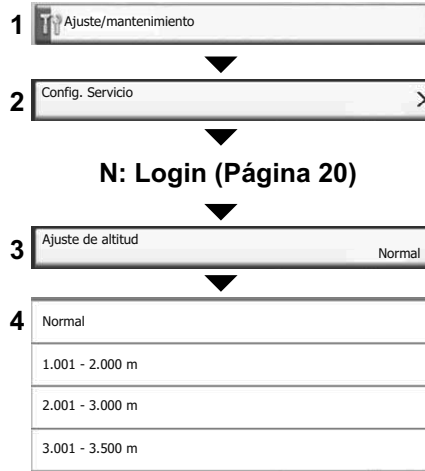 1 Ajuste/mantenimiento
2 Config. Servicio
N: Login (Página 20)
3 Ajuste de altitud
Normal
4 Normal
1.001 - 2.000 m
2.001 - 3.000 m
3.001 - 3.500 m